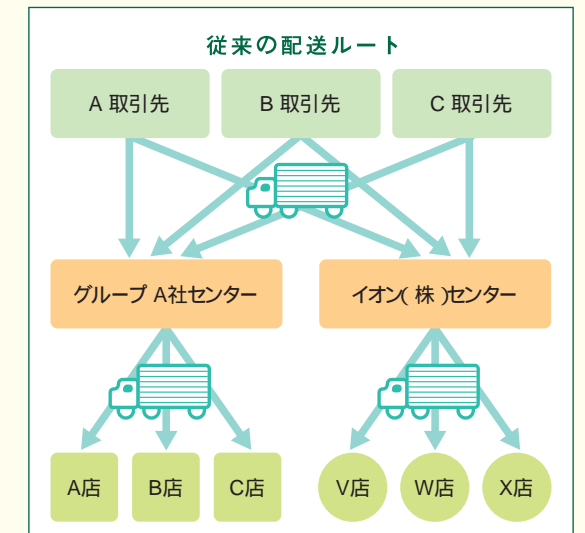 従来の配送ルート
A 取引先
B 取引先
C 取引先
グループ A社センター
イオン( 株 )センター
A店
B店
C店
V店
W店
X店